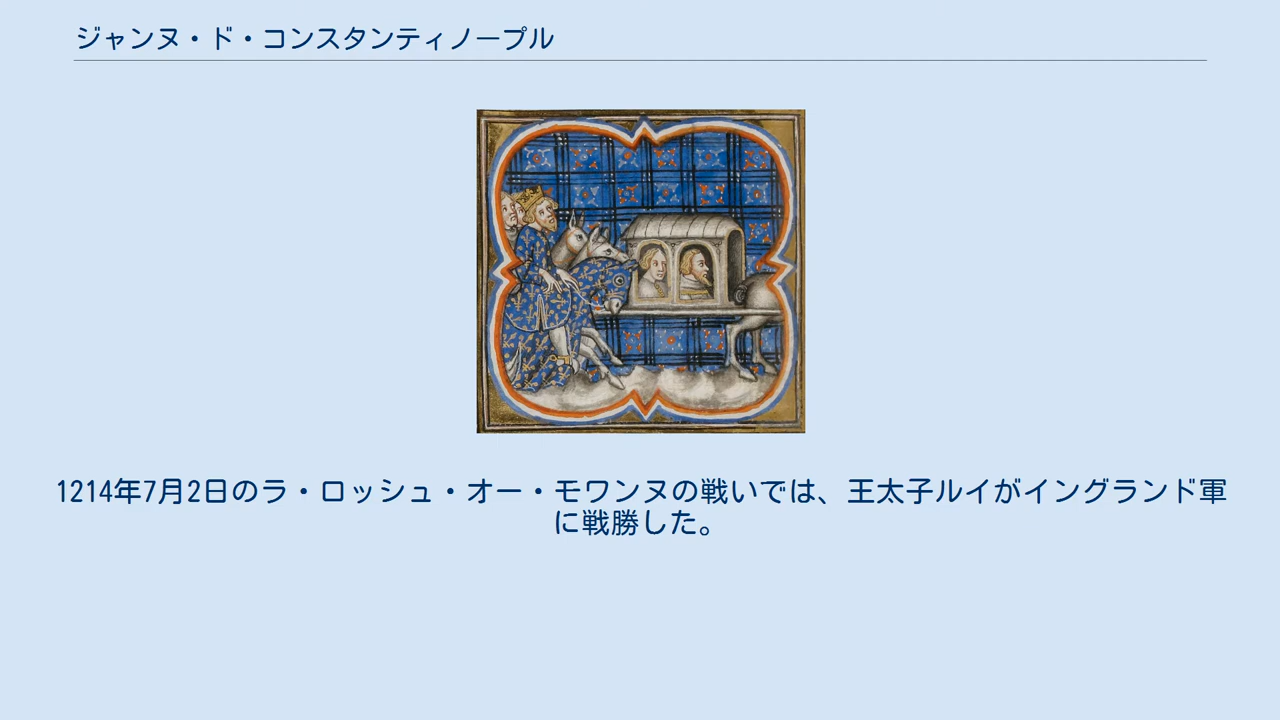 ジャンヌ・ド・コンスタンティノープル
1214年7月2日のラ・ロッシュ・オー・モワンヌの戦いでは、王太子ルイがイングランド軍
に戦勝した。